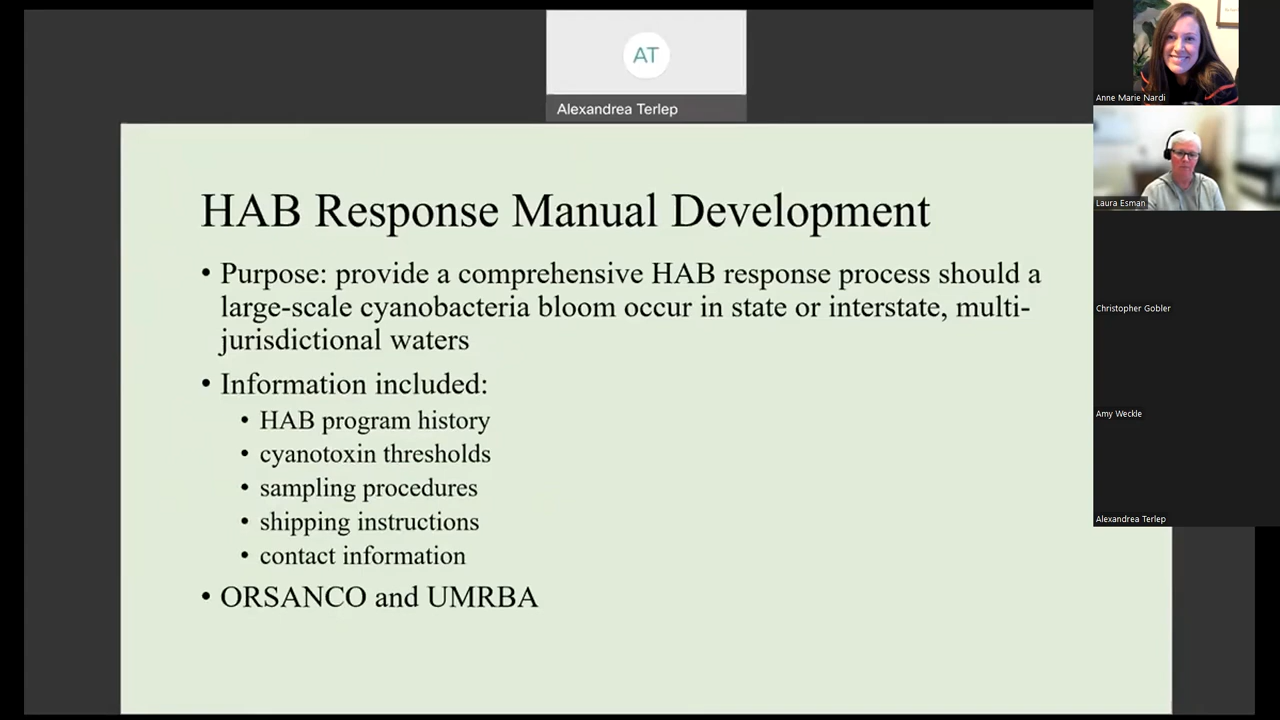 AT
Alexandrea Terlep
HAB Response Manual Development
• Purpose: provide a comprehensive HAB response process should a
large-scale cyanobacteria bloom occur in state or interstate, multi-
jurisdictional waters
• Information included:
• HAB program history
• cyanotoxin thresholds
• sampling procedures
• shipping instructions
• contact information
• ORSANCO and UMRBA
Anne Marie Nardi
Laura Esman
Christopher Gobler
Amy Weckle
Alexandrea Terlep